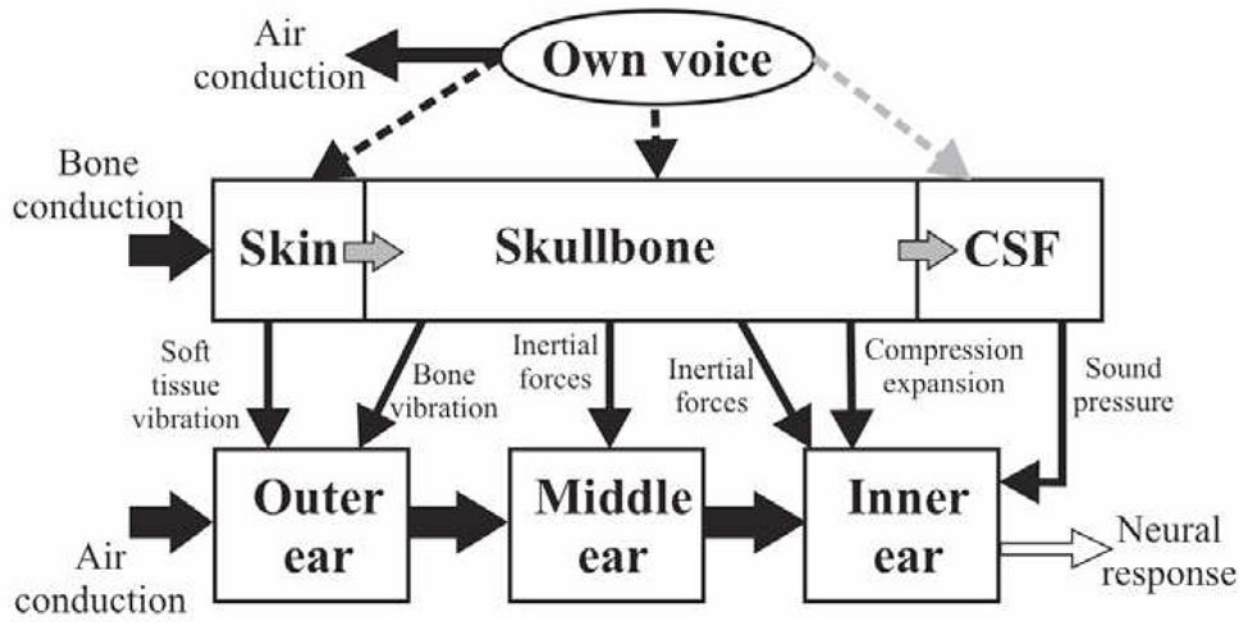 Air
conduction
Own voice
Bone
conduction
Skin
Skullbone
CSF
Soft
tissue
vibration
Bone
vibration
Inertial
forces
Inertial
forces
Compression
expansion
Sound
pressure
Outer
ear
Middle
ear
Inner
ear
Air
conduction
Neural
response